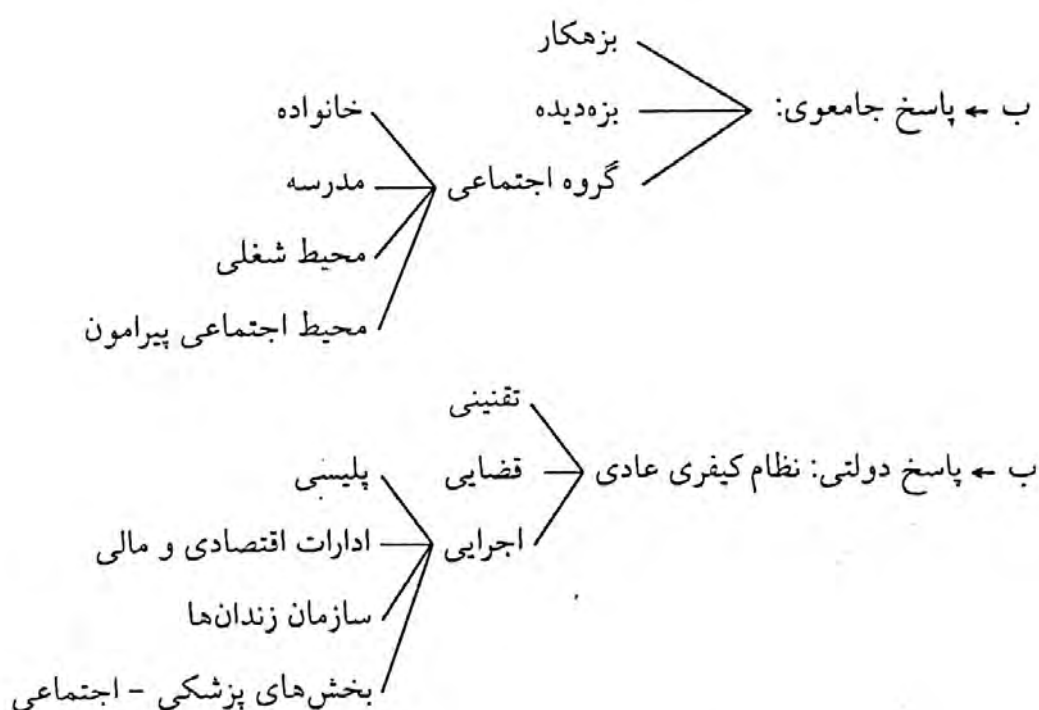 بزهکار
ب ← پاسخ جامعوی:
بزه‌دیده
خانواده
گروه اجتماعی
مدرسه
محیط شغلی
محیط اجتماعی پیرامون
تقنینی
ب ← پاسخ دولتی: نظام کیفری عادی
قضایی
پلیسی
اجرایی
ادارات اقتصادی و مالی
سازمان زندان‌ها
بخش‌های پزشکی - اجتماعی